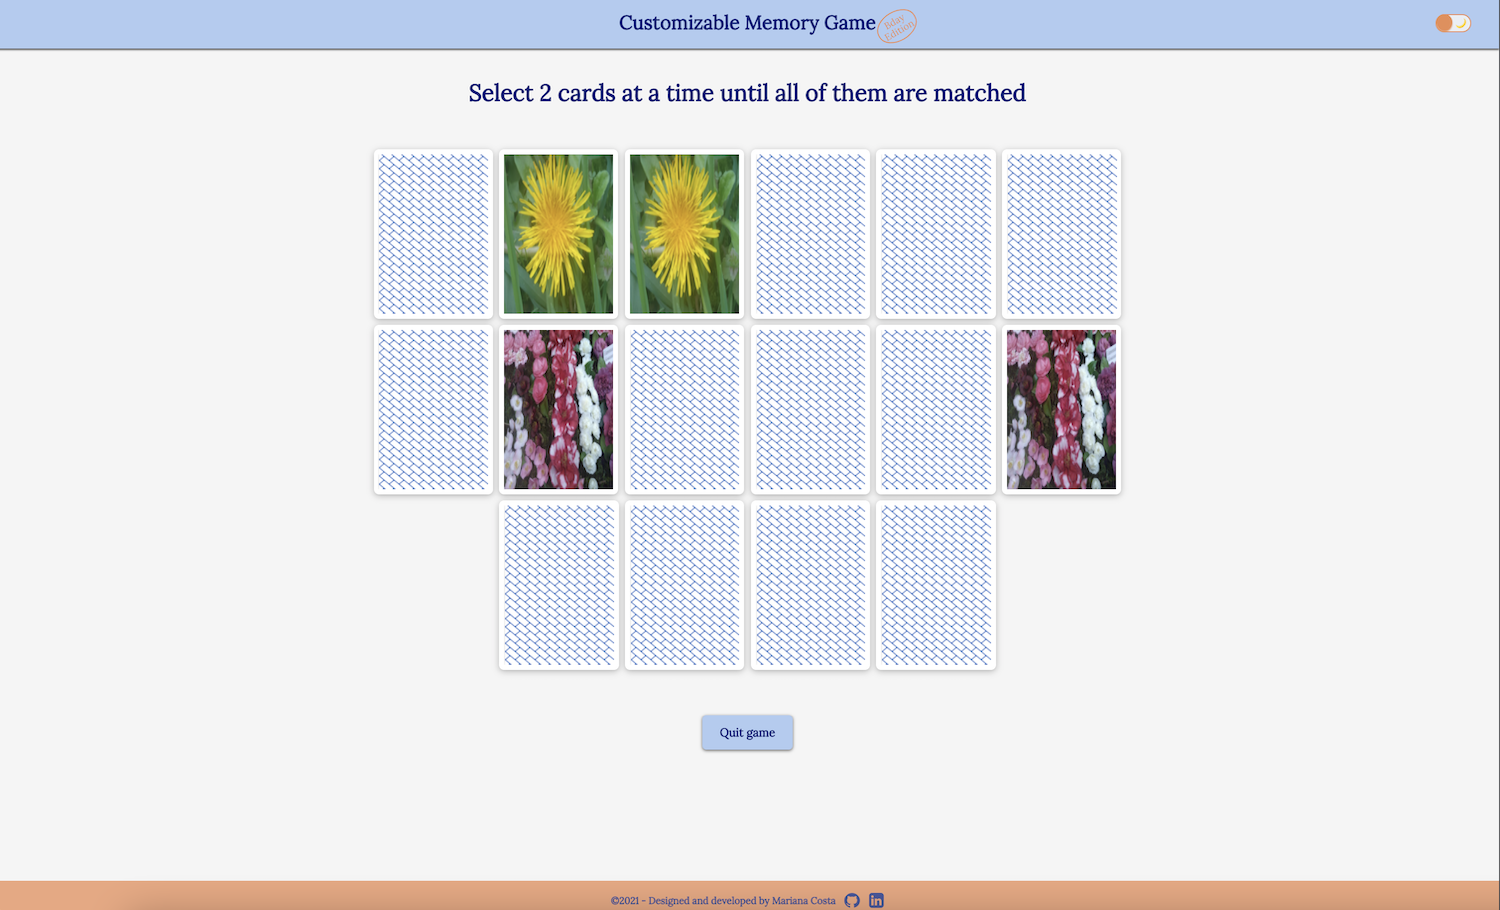 Customizable Memory Game
Bday
Edition
Select 2 cards at a time until all of them are matched
Quit game
©2021 - Designed and developed by Mariana Costa